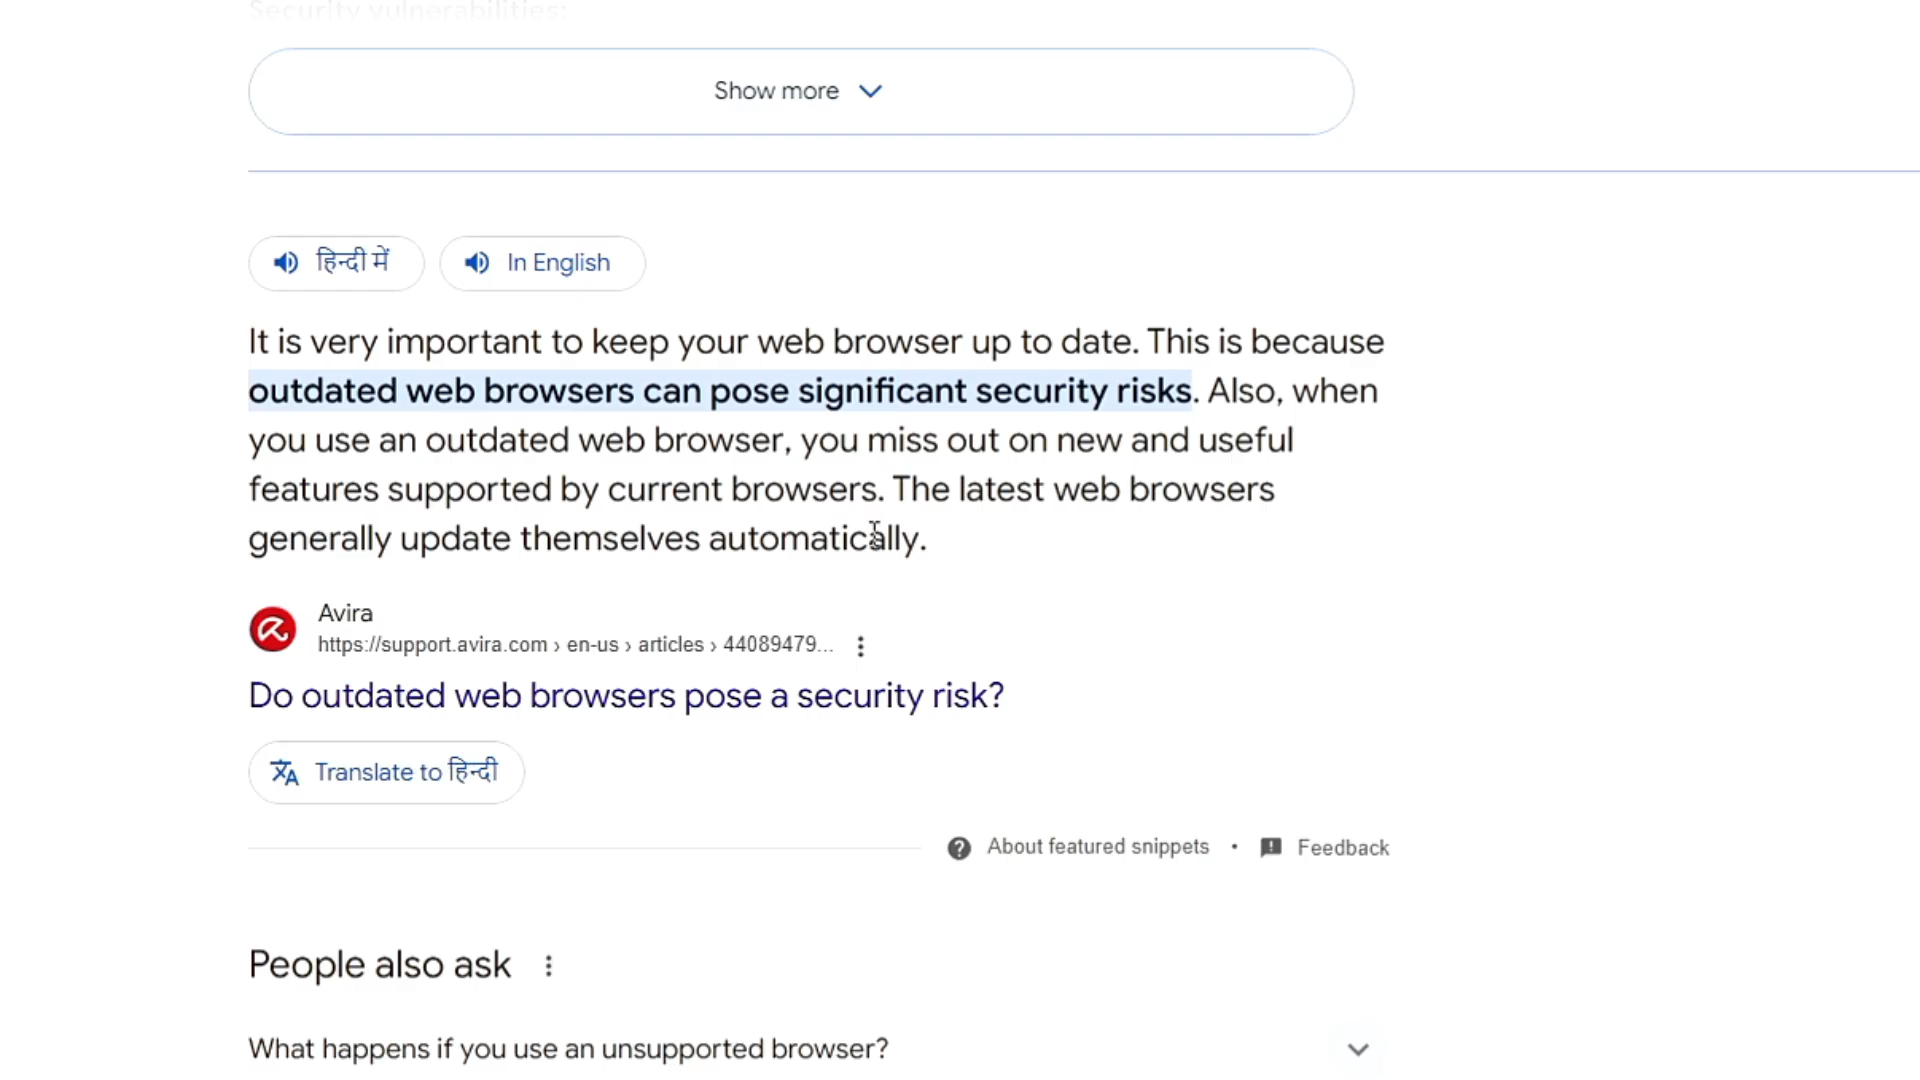 Security vulnerabilities:
Show more
हिन्दी में
In English
It is very important to keep your web browser up to date. This is because
outdated web browsers can pose significant security risks. Also, when
you use an outdated web browser, you miss out on new and useful
features supported by current browsers. The latest web browsers
generally update themselves automatically.
Avira
https://support.avira.com › en-us › articles › 44089479...
Do outdated web browsers pose a security risk?
Translate to हिन्दी
About featured snippets • Feedback
People also ask
What happens if you use an unsupported browser?